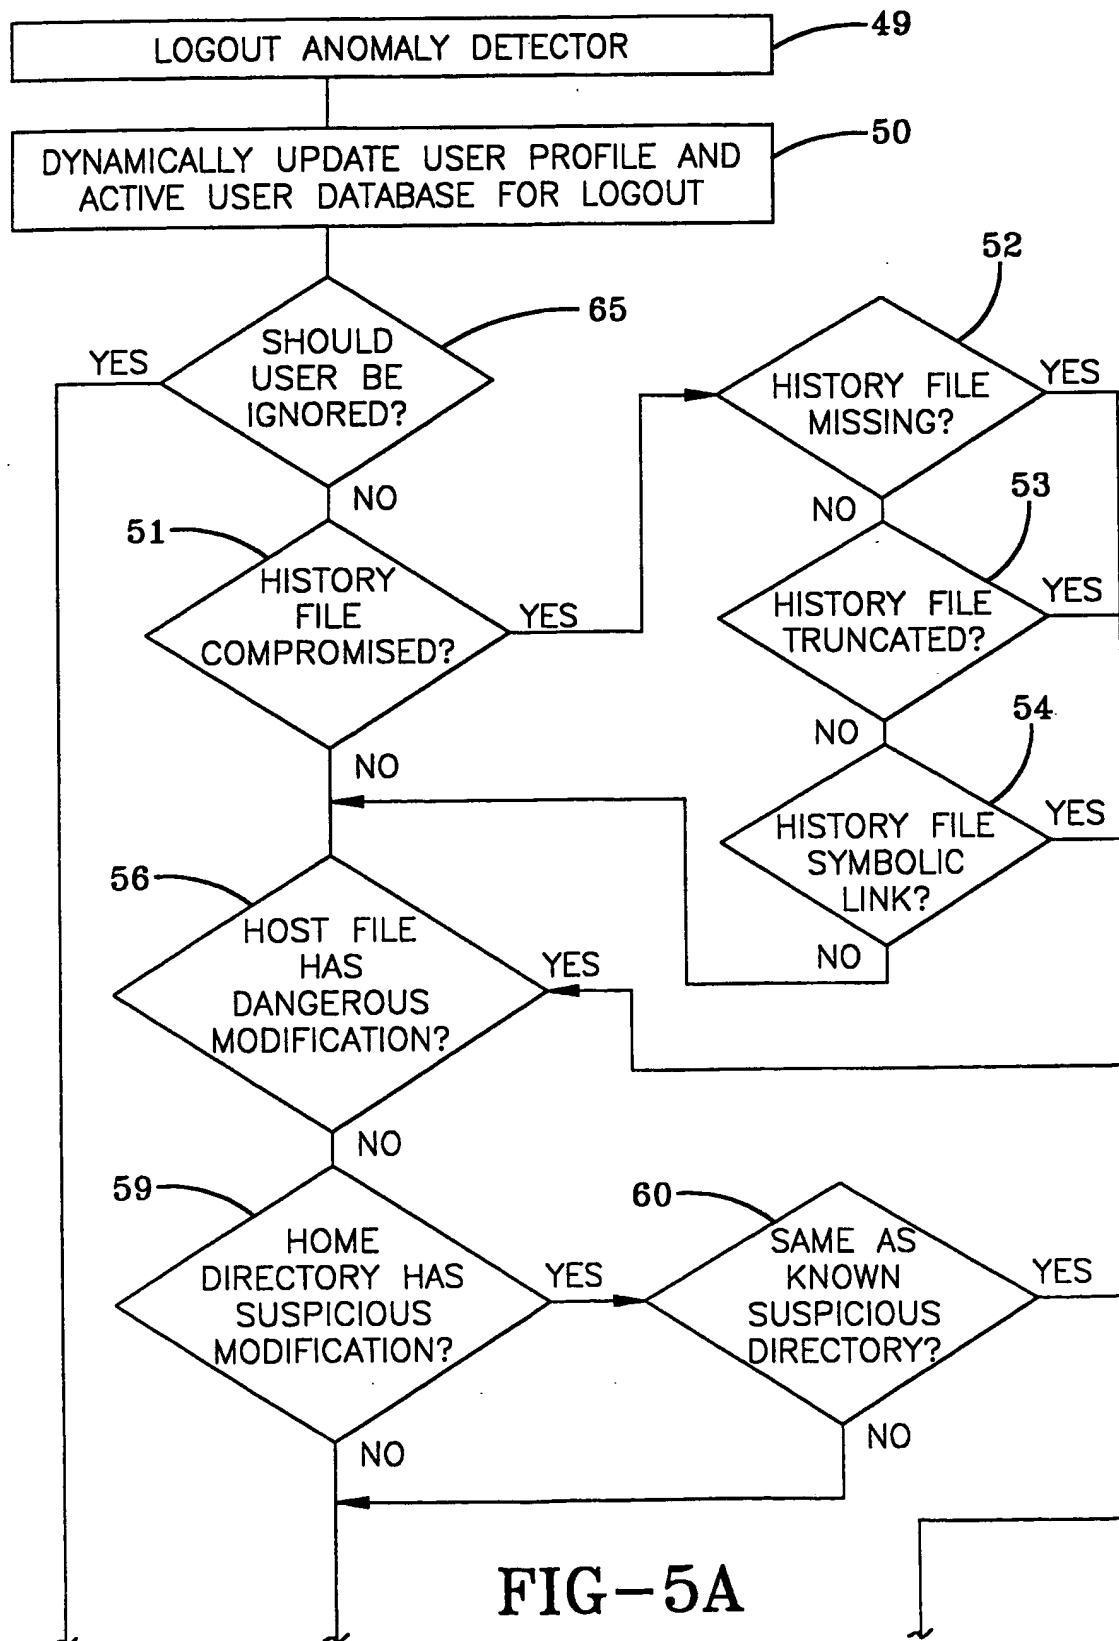 LOGOUT ANOMALY DETECTOR
49
DYNAMICALLY UPDATE USER PROFILE AND
ACTIVE USER DATABASE FOR LOGOUT
50
SHOULD
USER BE
IGNORED?
65
YES
NO
52
HISTORY FILE
MISSING?
YES
NO
51
HISTORY
FILE
COMPROMISED?
YES
NO
53
HISTORY FILE
TRUNCATED?
YES
NO
54
HISTORY FILE
SYMBOLIC
LINK?
YES
NO
56
HOST FILE
HAS
DANGEROUS
MODIFICATION?
YES
NO
59
HOME
DIRECTORY HAS
SUSPICIOUS
MODIFICATION?
YES
NO
60
SAME AS
KNOWN
SUSPICIOUS
DIRECTORY?
YES
NO
FIG-5A